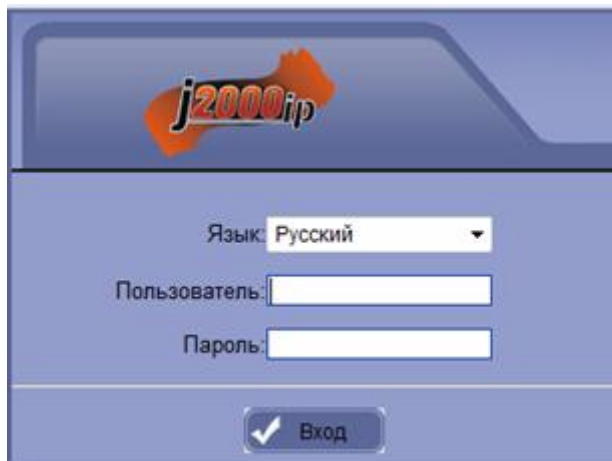 j2000ip
Язык: Русский
Пользователь:
Пароль:
Вход